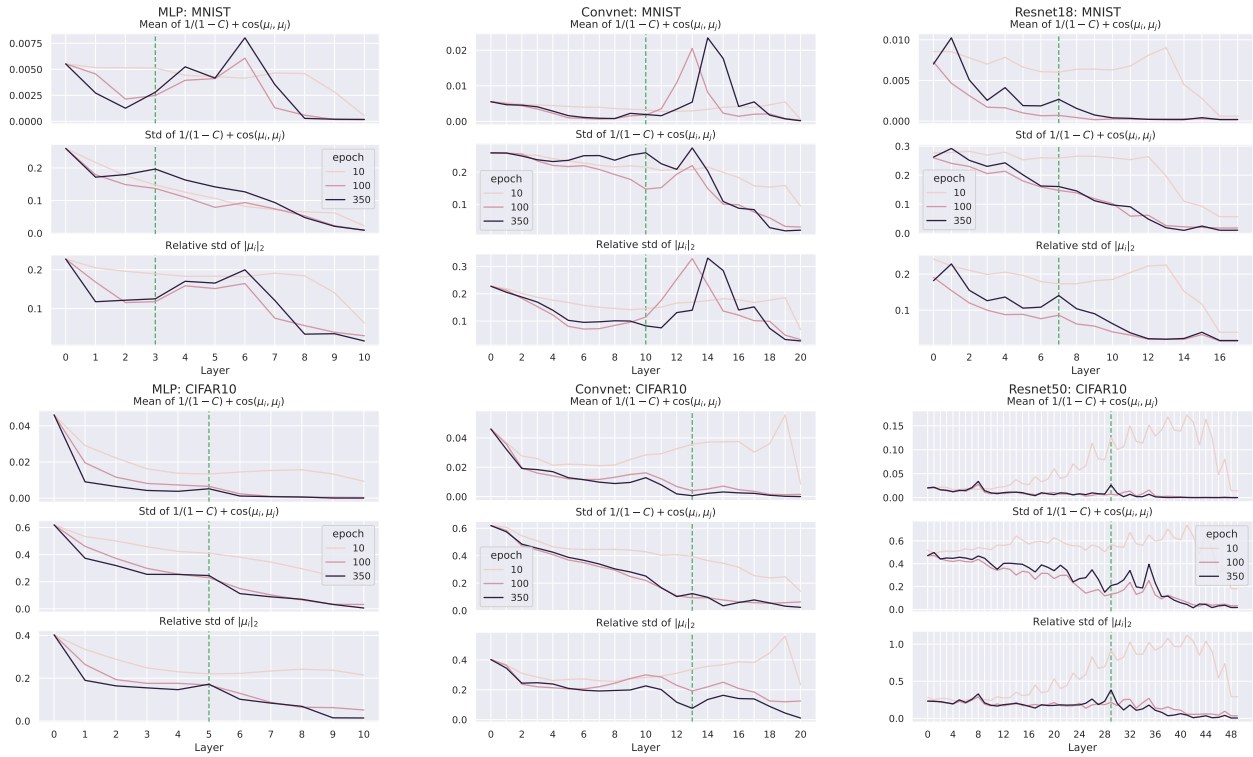 MLP: MNIST
Mean of 1/(1 − C) + cos(μi, μj)
0.0075
0.0050
0.0025
0.0000
Std of 1/(1 − C) + cos(μi, μj)
0.2
0.1
0.0
epoch
10
100
350
Relative std of |μi|2
0.2
0.1
0 1 2 3 4 5 6 7 8 9 10
Layer
Convnet: MNIST
Mean of 1/(1 − C) + cos(μi, μj)
0.02
0.01
0.00
Std of 1/(1 − C) + cos(μi, μj)
0.2
0.1
epoch
10
100
350
Relative std of |μi|2
0.3
0.2
0.1
0 2 4 6 8 10 12 14 16 18 20
Layer
Resnet18: MNIST
Mean of 1/(1 − C) + cos(μi, μj)
0.010
0.005
0.000
Std of 1/(1 − C) + cos(μi, μj)
0.3
0.2
0.1
0.0
epoch
10
100
350
Relative std of |μi|2
0.2
0.1
0 2 4 6 8 10 12 14 16
Layer
MLP: CIFAR10
Mean of 1/(1 − C) + cos(μi, μj)
0.04
0.02
0.00
Std of 1/(1 − C) + cos(μi, μj)
0.6
0.4
0.2
0.0
epoch
10
100
350
Relative std of |μi|2
0.4
0.2
0.0
0 1 2 3 4 5 6 7 8 9 10
Layer
Convnet: CIFAR10
Mean of 1/(1 − C) + cos(μi, μj)
0.04
0.02
0.00
Std of 1/(1 − C) + cos(μi, μj)
0.6
0.4
0.2
0.0
epoch
10
100
350
Relative std of |μi|2
0.4
0.2
0.0
0 2 4 6 8 10 12 14 16 18 20
Layer
Resnet50: CIFAR10
Mean of 1/(1 − C) + cos(μi, μj)
0.15
0.10
0.05
0.00
Std of 1/(1 − C) + cos(μi, μj)
0.6
0.4
0.2
0.0
epoch
10
100
350
Relative std of |μi|2
1.0
0.5
0.0
0 4 8 12 16 20 24 28 32 36 40 44 48
Layer